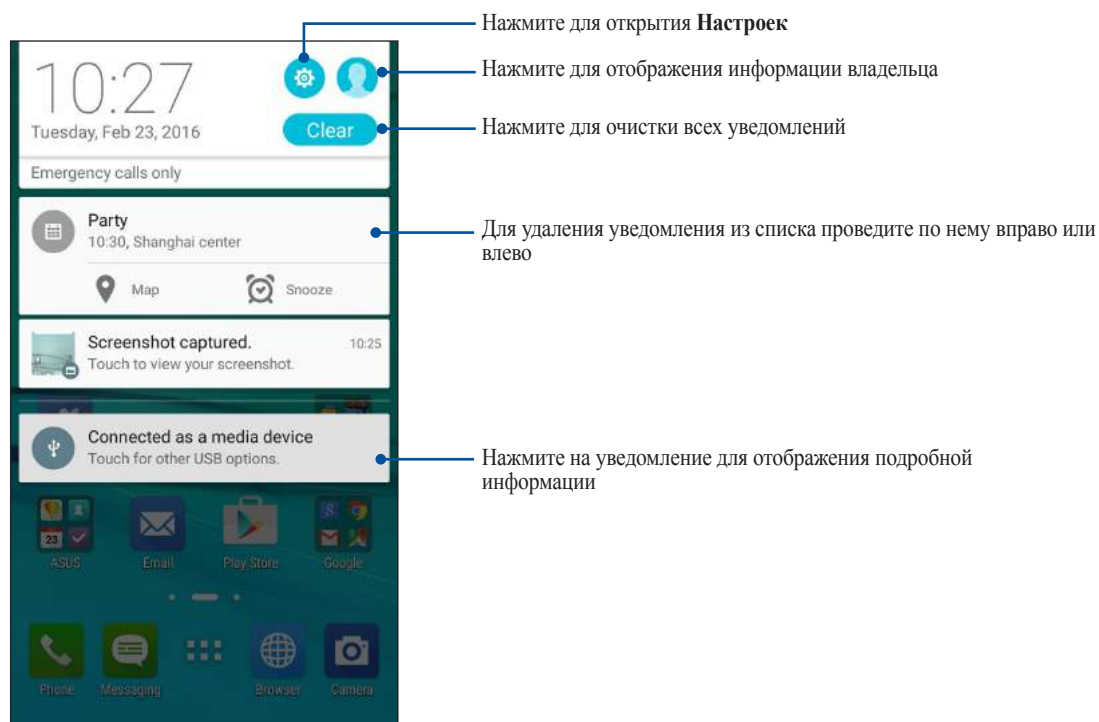 Нажмите для открытия Настроек
10:27
Нажмите для отображения информации владельца
Tuesday, Feb 23, 2016
Clear
Нажмите для очистки всех уведомлений
Emergency calls only
Party
10:30, Shanghai center
Для удаления уведомления из списка проведите по нему вправо или
влево
Map
Snooze
Screenshot captured.
10:25
Touch to view your screenshot.
Connected as a media device
Touch for other USB options.
Нажмите на уведомление для отображения подробной
информации
23
ASUS
Email
Play Store
Google
Phone
Messaging
Browser
Camera